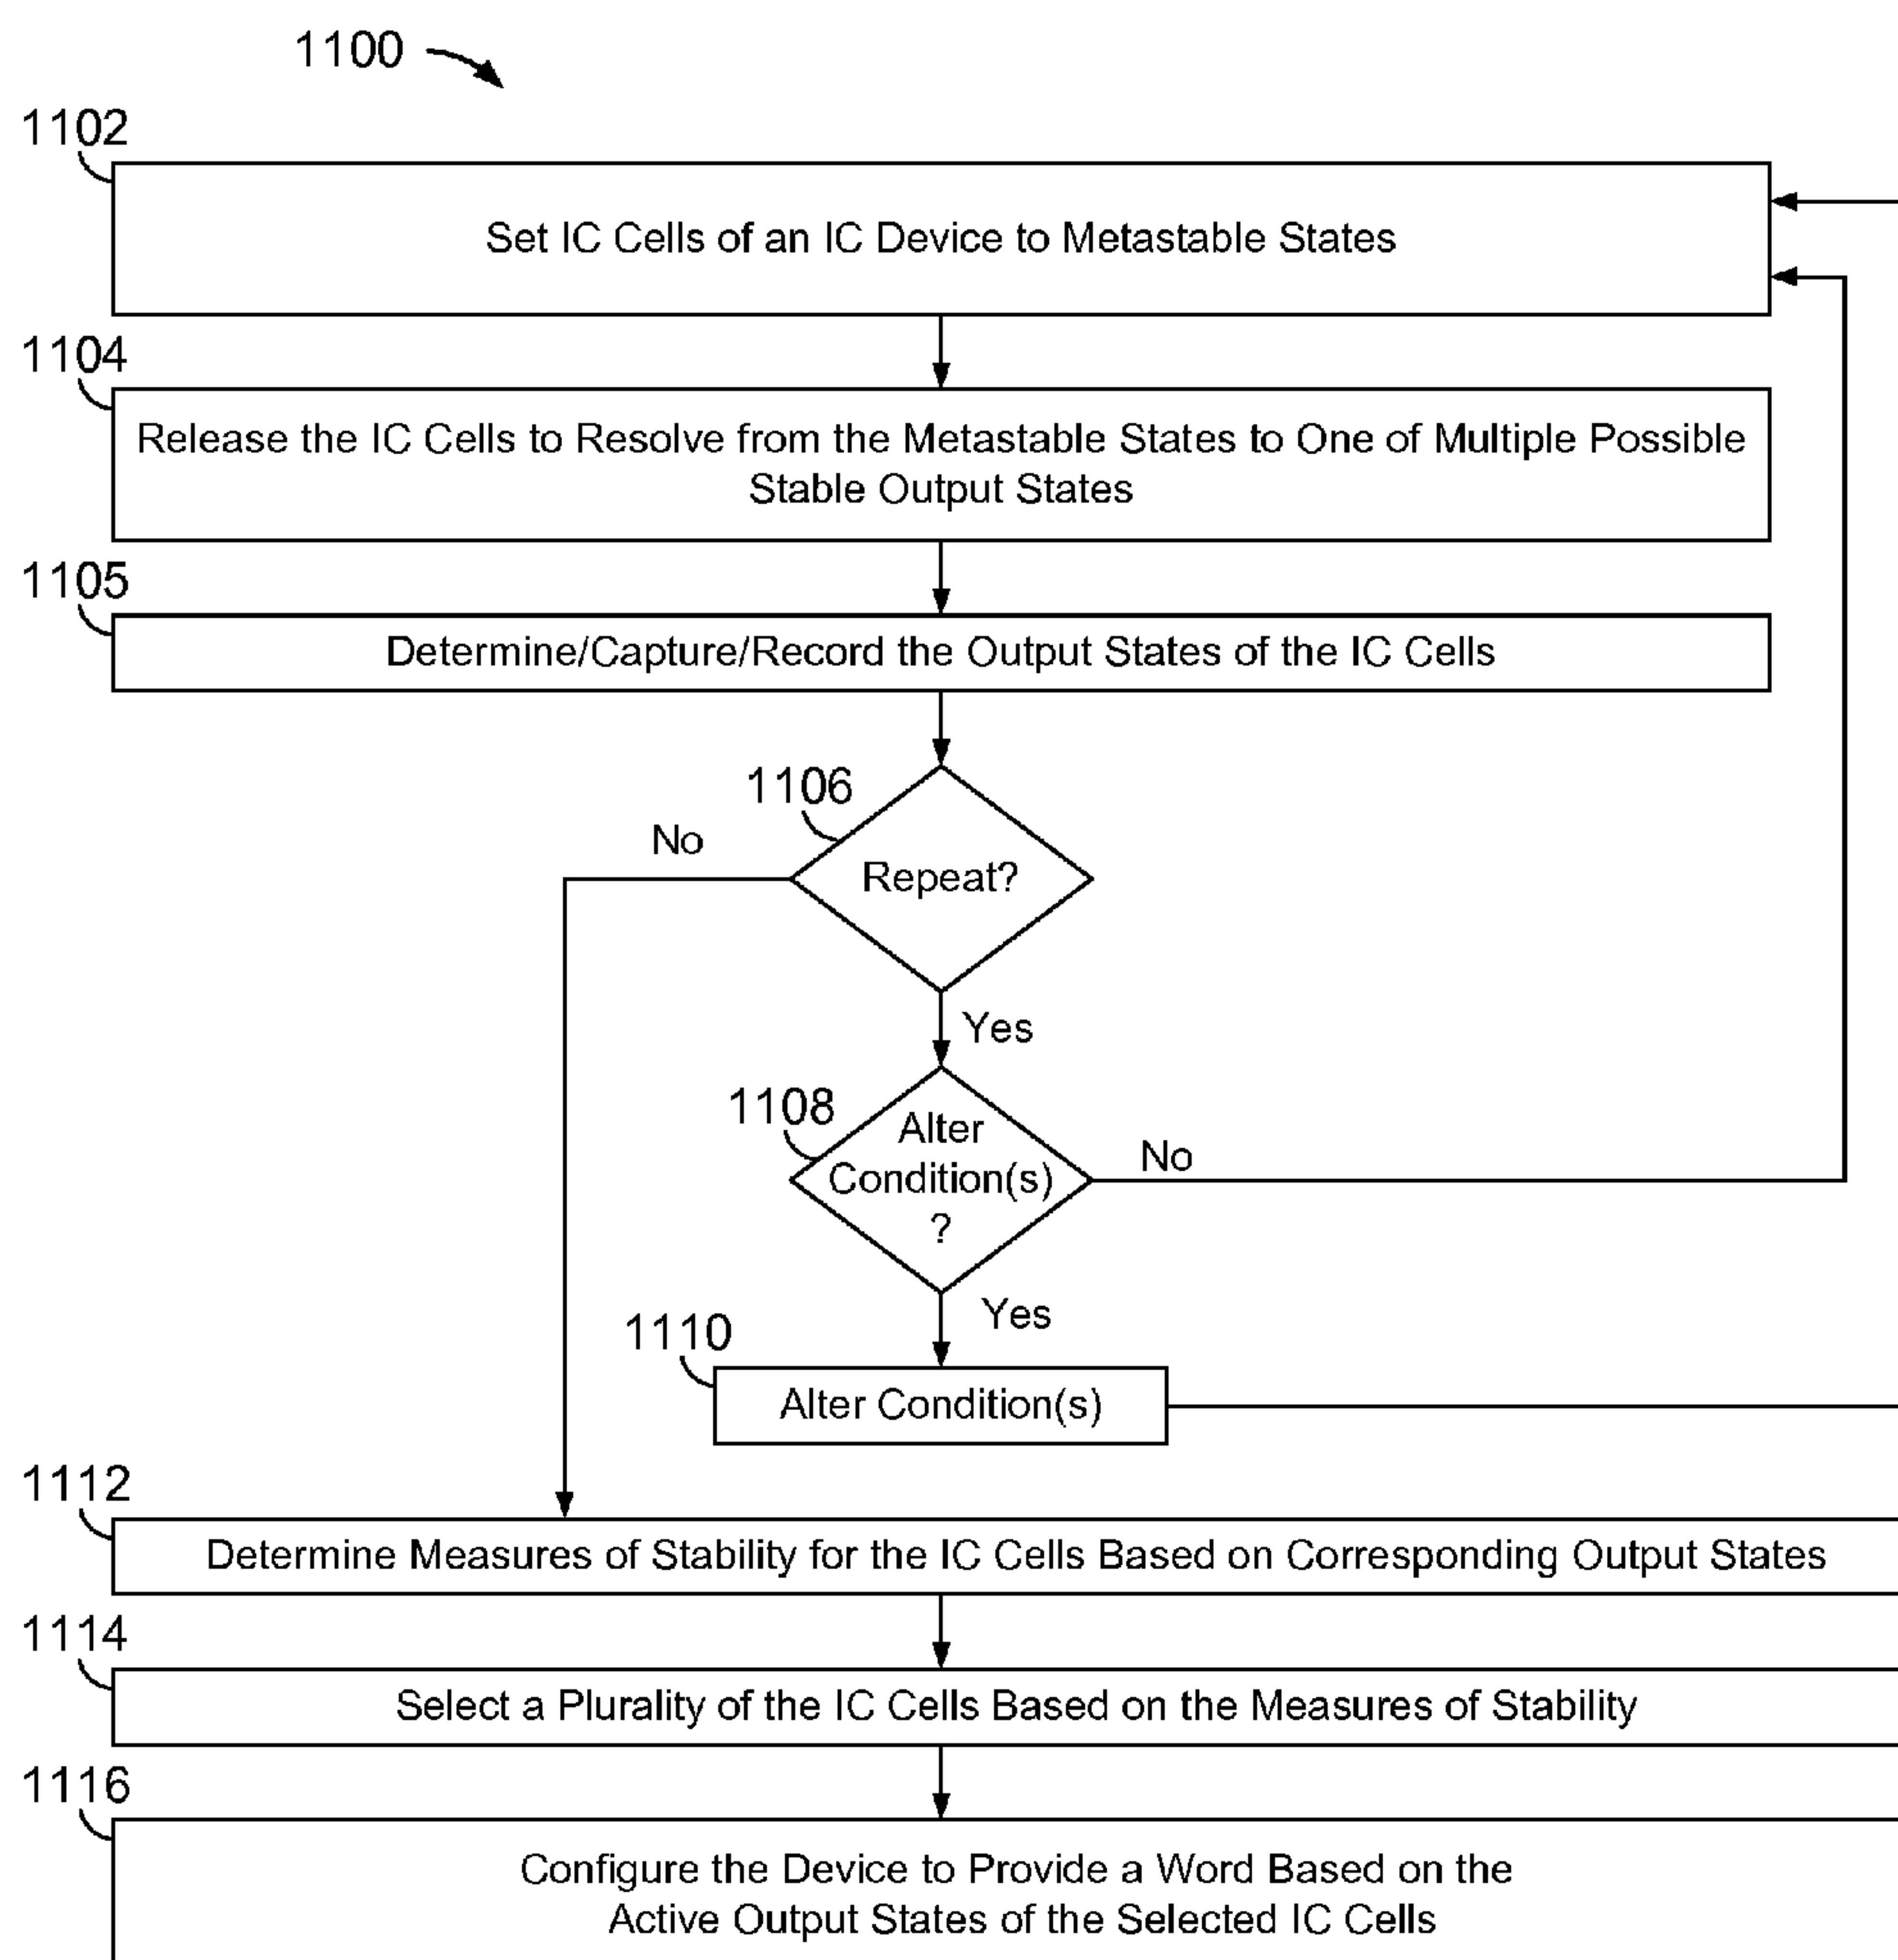 1100
1102
Set IC Cells of an IC Device to Metastable States
1104
Release the IC Cells to Resolve from the Metastable States to One of Multiple Possible
Stable Output States
1105
Determine/Capture/Record the Output States of the IC Cells
1106
No
Repeat?
Yes
1108
Alter
Condition(s)
?
No
Yes
1110
Alter Condition(s)
1112
Determine Measures of Stability for the IC Cells Based on Corresponding Output States
1114
Select a Plurality of the IC Cells Based on the Measures of Stability
1116
Configure the Device to Provide a Word Based on the
Active Output States of the Selected IC Cells